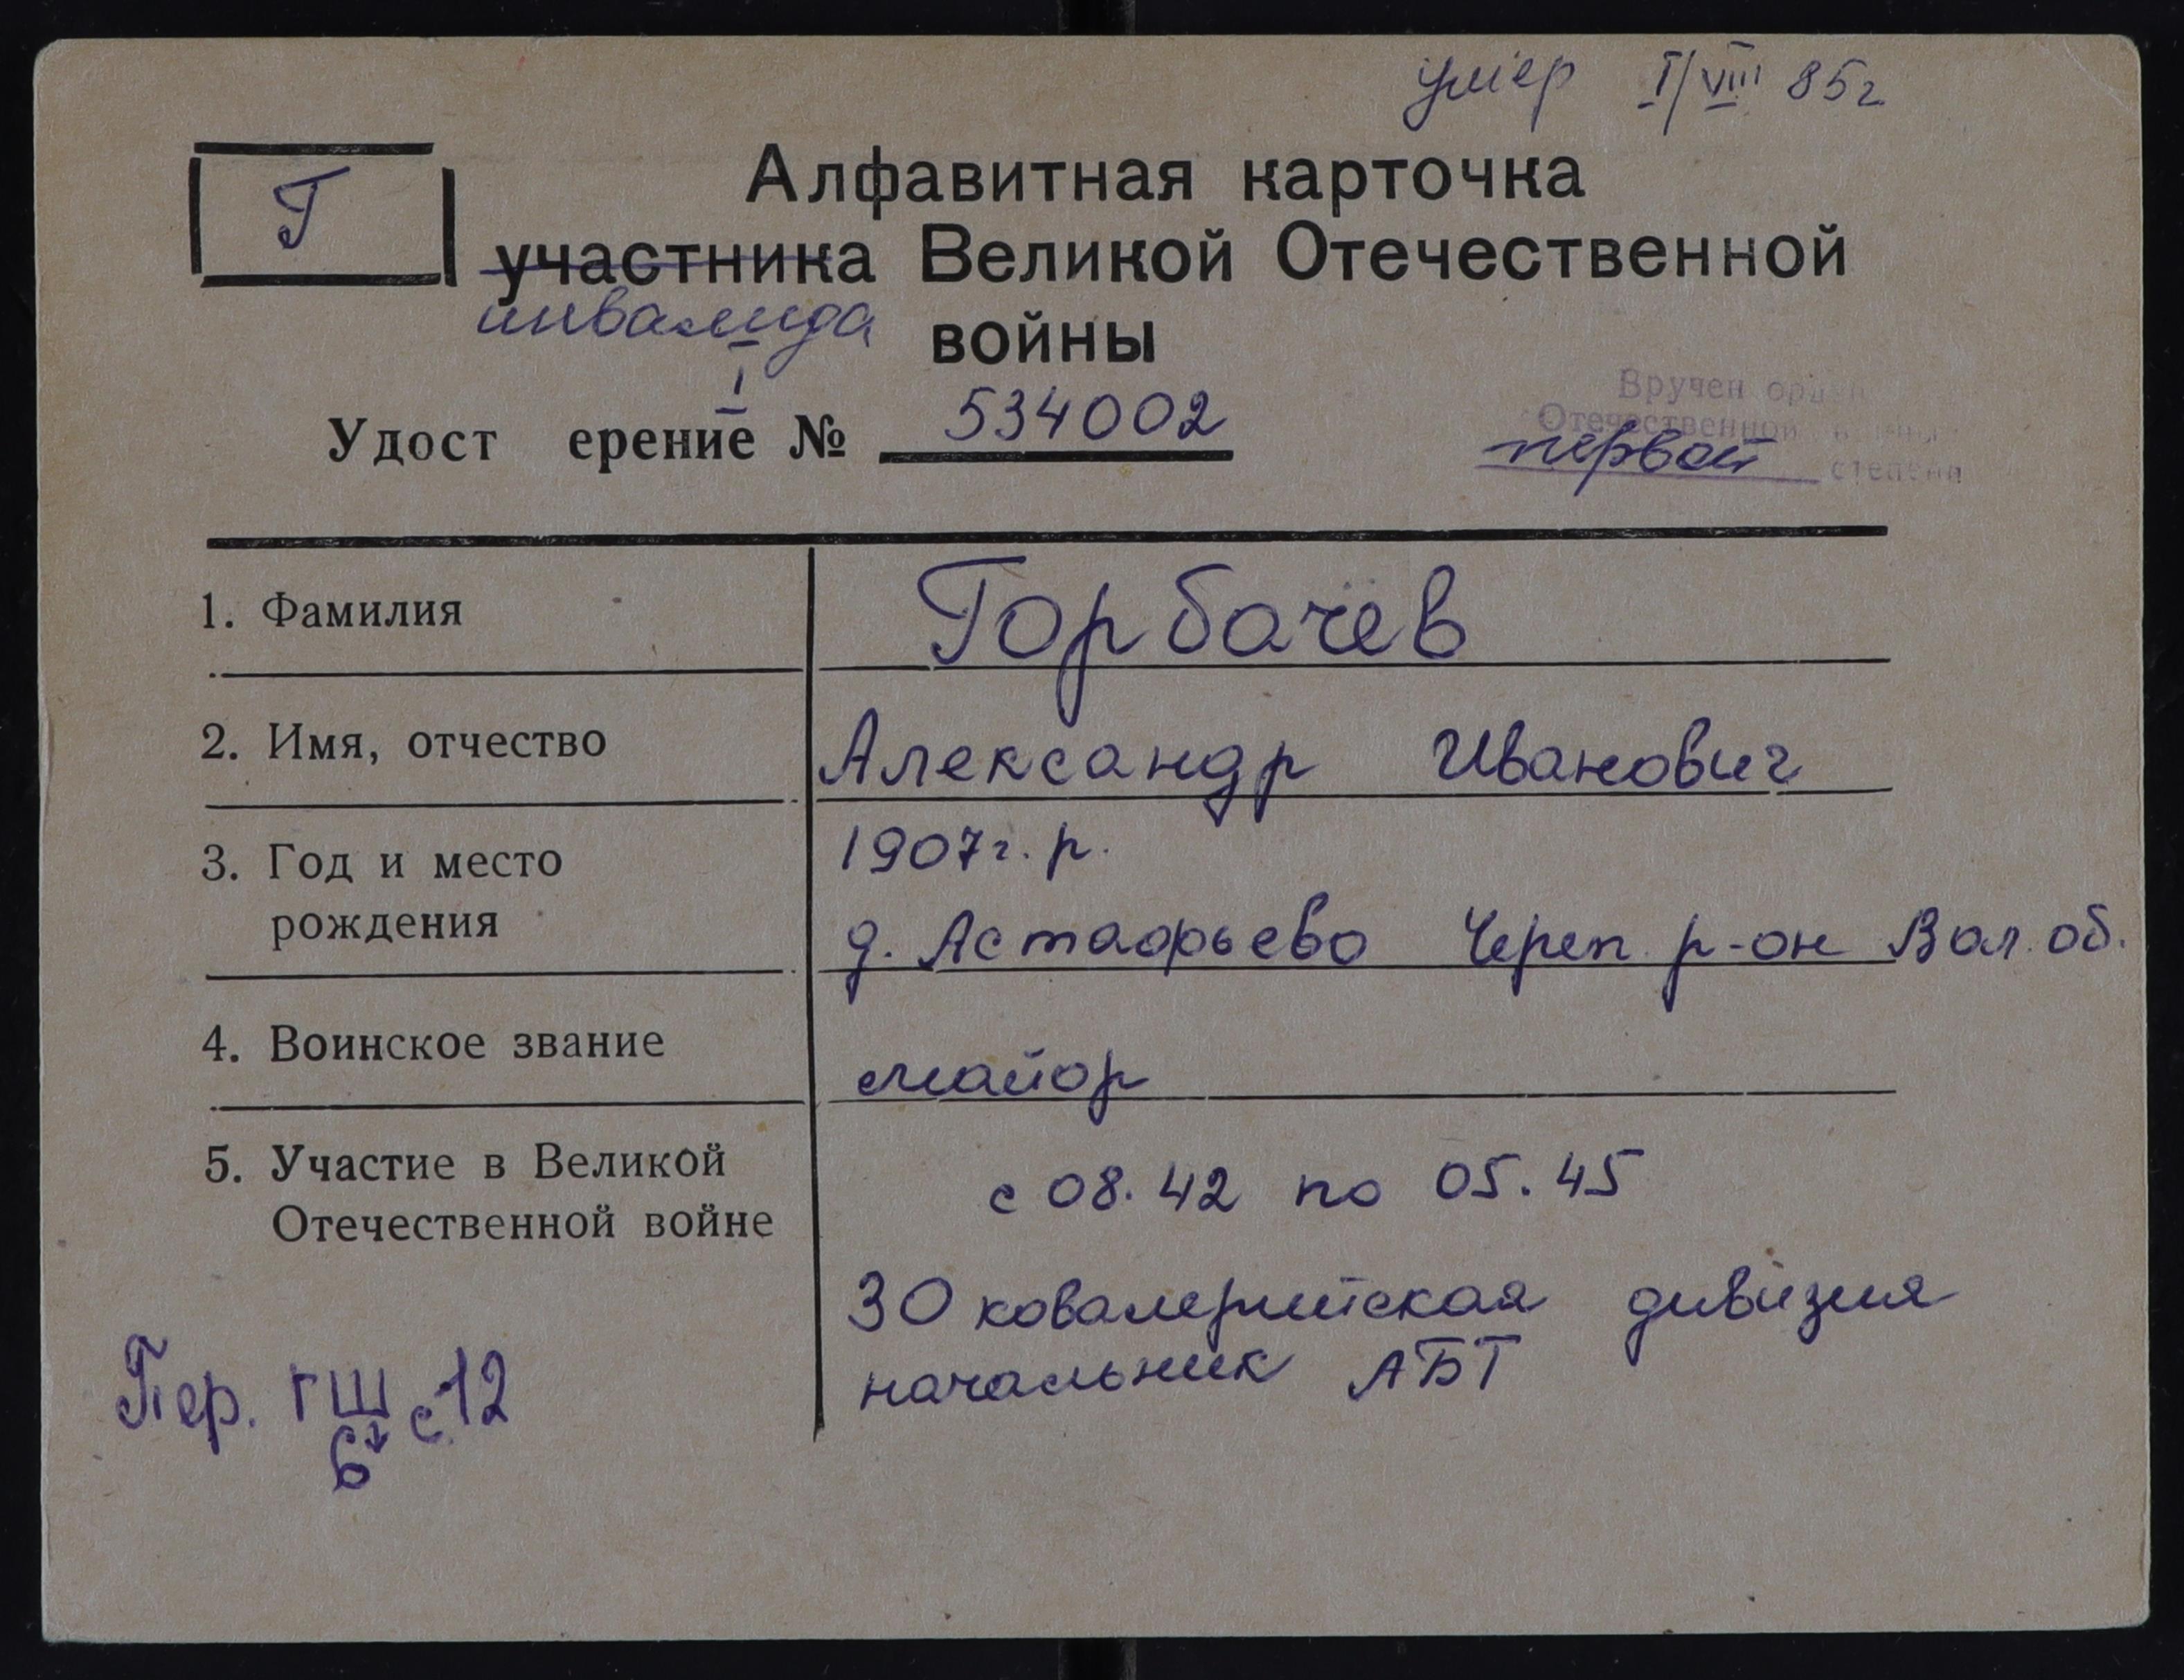 умер I/VIII 85г
Г
Алфавитная карточка
участника Великой Отечественной
инвалида войны
I
Удост ерение № 534002
Вручен орден
Отечественной войны
первой степени
1. Фамилия Горбачёв
2. Имя, отчество Александр Иванович
3. Год и место 1907г.р.
рождения д. Астафьево Череп. р-он Вол. об.
4. Воинское звание майор
5. Участие в Великой с 08.42 по 05.45
Отечественной войне
30 ковалерийская дивизия
начальник АБТ
Пер. ГШ с 12
6